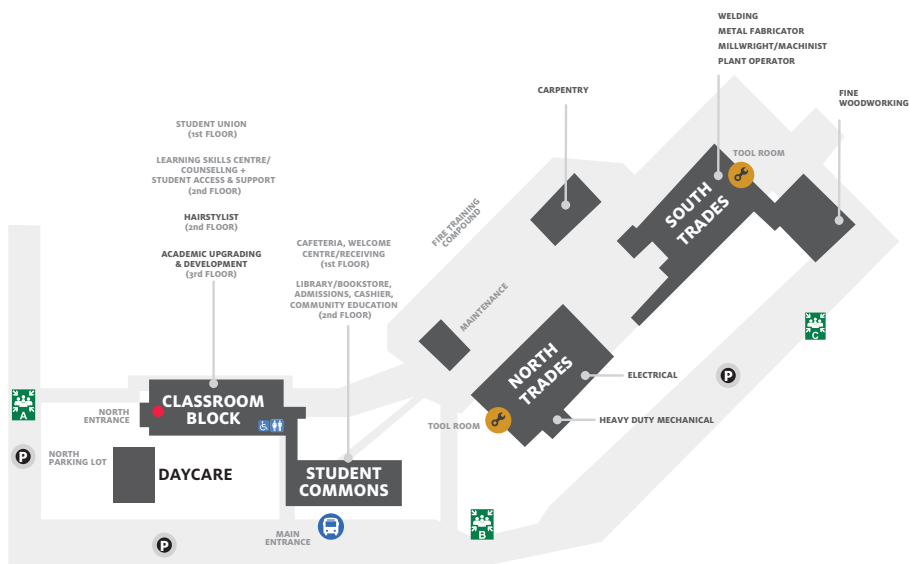 WELDING
METAL FABRICATOR
MILLWRIGHT/MACHINIST
PLANT OPERATOR
CARPENTRY
FINE
WOODWORKING
STUDENT UNION
(1st FLOOR)
LEARNING SKILLS CENTRE/
COUNSELLNG +
STUDENT ACCESS & SUPPORT
(2nd FLOOR)
HAIRSTYLIST
(2nd FLOOR)
ACADEMIC UPGRADING
& DEVELOPMENT
(3rd FLOOR)
CAFETERIA, WELCOME
CENTRE/RECEIVING
(1st FLOOR)
LIBRARY/BOOKSTORE,
ADMISSIONS, CASHIER,
COMMUNITY EDUCATION
(2nd FLOOR)
TOOL ROOM
SOUTH
TRADES
FIRE TRAINING
COMPOUND
MAINTENANCE
C
NORTH
TRADES
P
ELECTRICAL
HEAVY DUTY MECHANICAL
TOOL ROOM
A
NORTH
ENTRANCE
CLASSROOM
BLOCK
P
NORTH
PARKING LOT
DAYCARE
STUDENT
COMMONS
MAIN
ENTRANCE
B
P